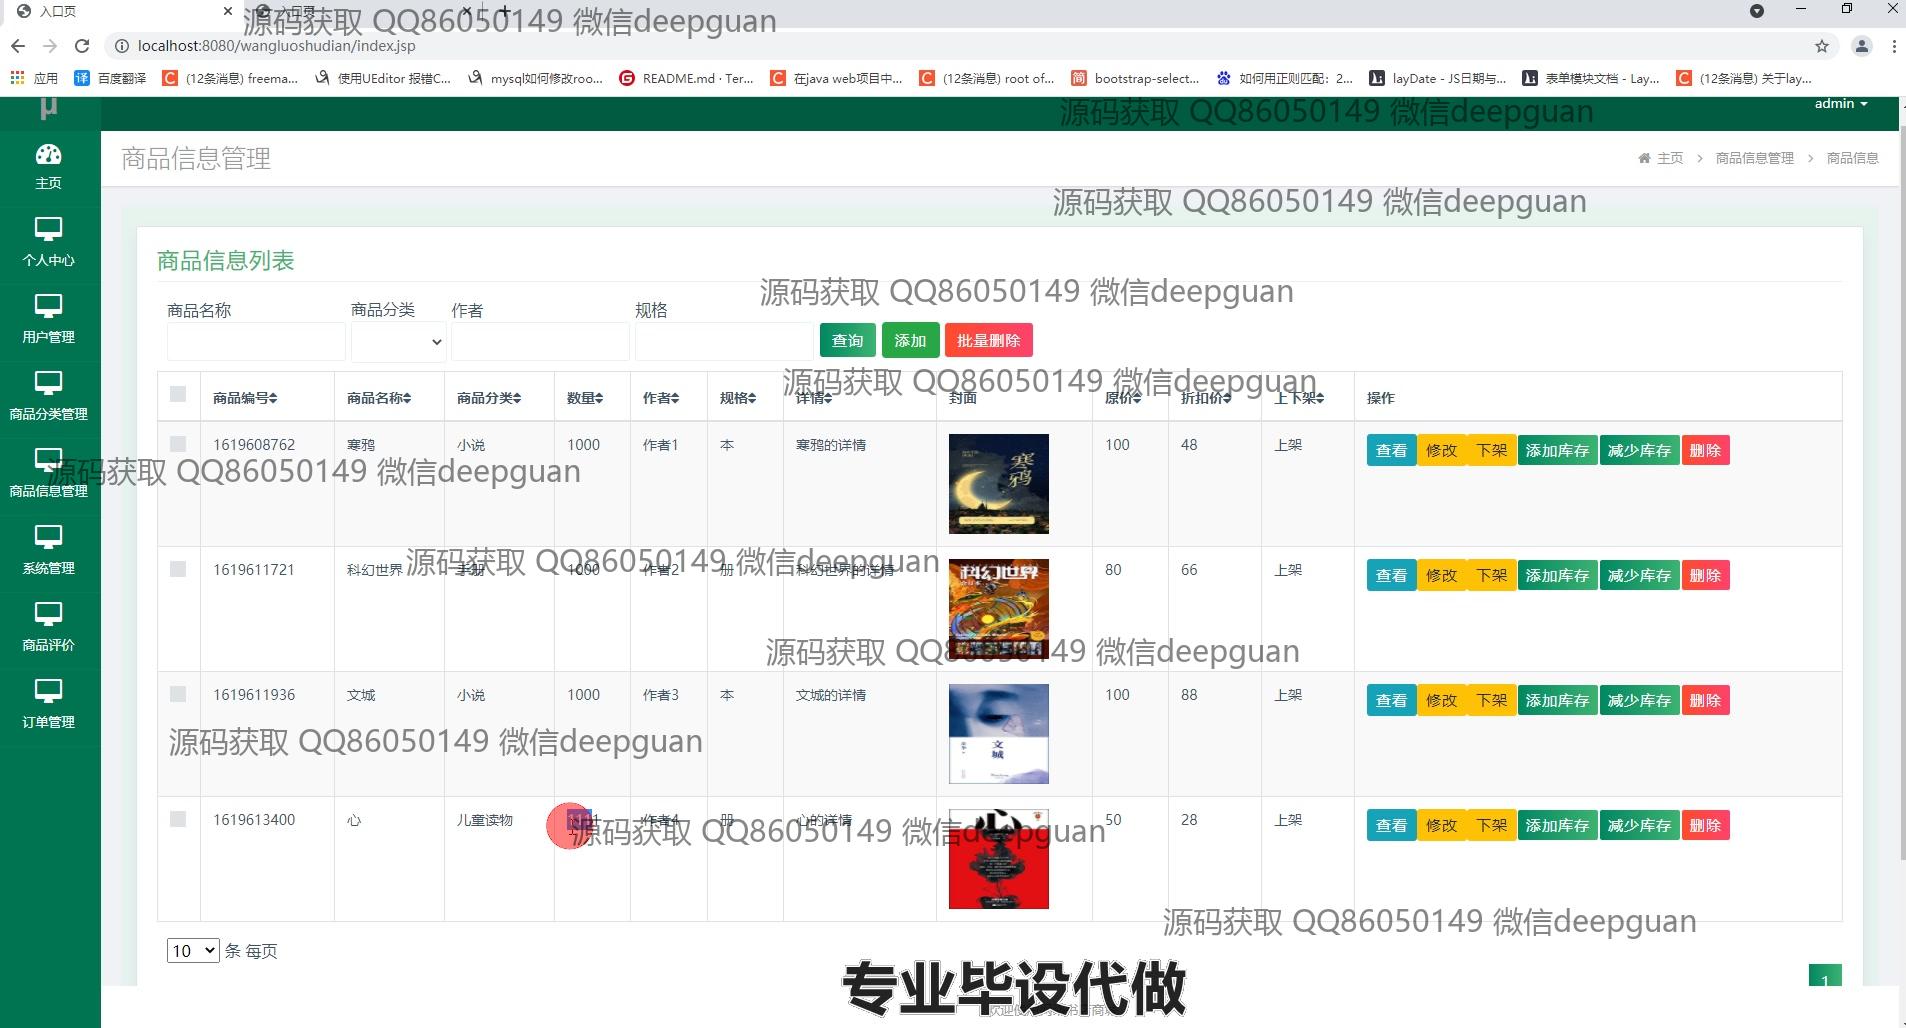 入口页
入口页
源码获取 QQ86050149 微信deepguan
localhost:8080/wangluoshudian/index.jsp
应用 百度翻译 (12条消息) freema... 使用UEditor 报错C... mysql如何修改roo... README.md · Ter... 在java web项目中... (12条消息) root of... bootstrap-select... 如何用正则匹配：2... layDate - JS日期与... 表单模块文档 - Lay... (12条消息) 关于lay...
μ
源码获取 QQ86050149 微信deepguan
admin
主页
个人中心
用户管理
商品分类管理
商品信息管理
系统管理
商品评价
订单管理
商品信息管理
主页 > 商品信息管理 > 商品信息
源码获取 QQ86050149 微信deepguan
商品信息列表
源码获取 QQ86050149 微信deepguan
商品名称 商品分类 作者 规格
查询 添加 批量删除
源码获取 QQ86050149 微信deepguan
商品编号 商品名称 商品分类 数量 作者 规格 详情 封面 原价 折扣价 上下架 操作
1619608762 寒鸦 小说 1000 作者1 本 寒鸦的详情 100 48 上架 查看 修改 下架 添加库存 减少库存 删除
寒鸦
源码获取 QQ86050149 微信deepguan
1619611721 科幻世界 手册 1000 作者2 册 科幻世界的详情 80 66 上架 查看 修改 下架 添加库存 减少库存 删除
科幻世界
源码获取 QQ86050149 微信deepguan
源码获取 QQ86050149 微信deepguan
1619611936 文城 小说 1000 作者3 本 文城的详情 100 88 上架 查看 修改 下架 添加库存 减少库存 删除
文城
源码获取 QQ86050149 微信deepguan
1619613400 心 儿童读物 1111 作者4 册 心的详情 50 28 上架 查看 修改 下架 添加库存 减少库存 删除
心
源码获取 QQ86050149 微信deepguan
源码获取 QQ86050149 微信deepguan
10 条 每页
1
专业毕设代做